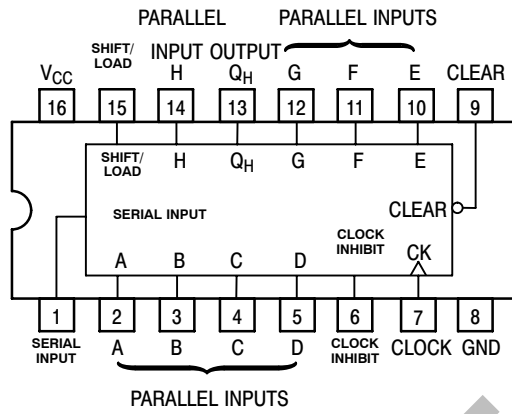 PARALLEL PARALLEL INPUTS
SHIFT/
LOAD
INPUT OUTPUT
VCC H QH G F E CLEAR
16 15 14 13 12 11 10 9
SHIFT/
LOAD
H QH G F E
SERIAL INPUT
CLEAR
CLOCK
INHIBIT
CK
A B C D
1 2 3 4 5 6 7 8
SERIAL
INPUT
A B C D
CLOCK
INHIBIT
CLOCK GND
PARALLEL INPUTS